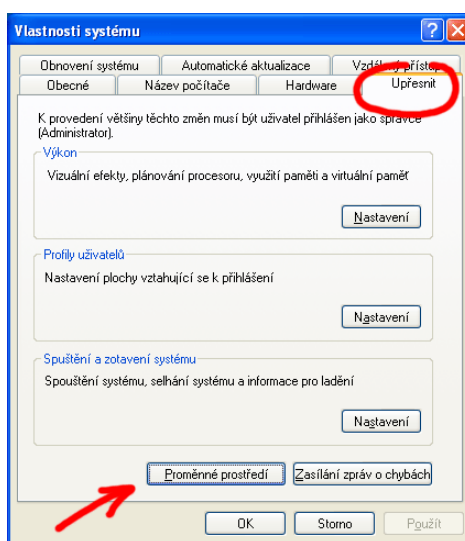 Vlastnosti systému
Obnovení systému Automatické aktualizace Vzdálený přístup
Obecné Název počítače Hardware Upřesnit
K provedení většiny těchto změn musí být uživatel přihlášen jako správce
(Administrator).
Výkon
Vizuální efekty, plánování procesoru, využití paměti a virtuální paměť
Nastavení
Profily uživatelů
Nastavení plochy vztahující se k přihlášení
Nastavení
Spuštění a zotavení systému
Spouštění systému, selhání systému a informace pro ladění
Nastavení
Proměnné prostředí Zasílání zpráv o chybách
OK Storno Použít